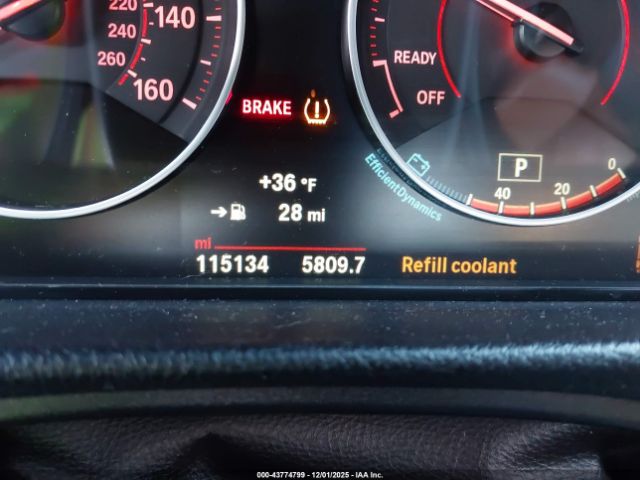 220
140
240
260
160
BRAKE
READY
OFF
+36 °F
28 mi
EfficientDynamics
P
40
20
0
mi
115134 5809.7 Refill coolant
000-43774799 - 12/01/2025 - IAA Inc.